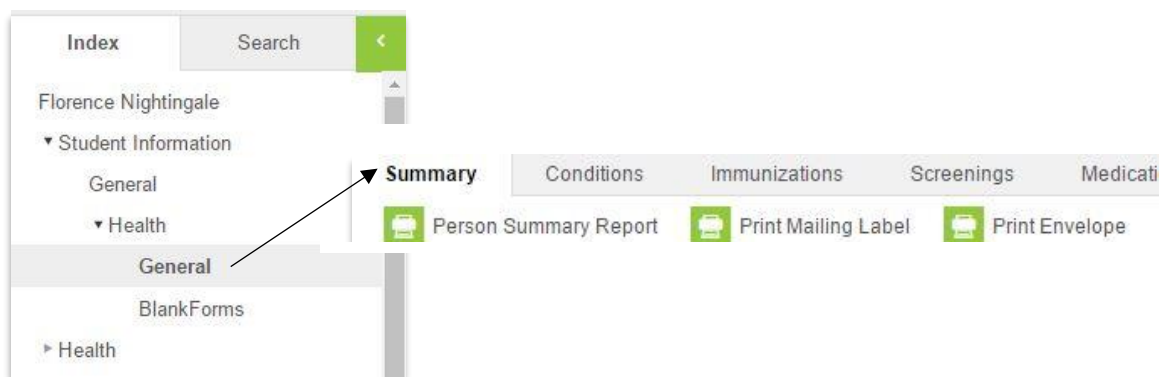 Index Search
Florence Nightingale
Student Information
General
Health
General
BlankForms
Health
Summary Conditions Immunizations Screenings Medicati
Person Summary Report Print Mailing Label Print Envelope